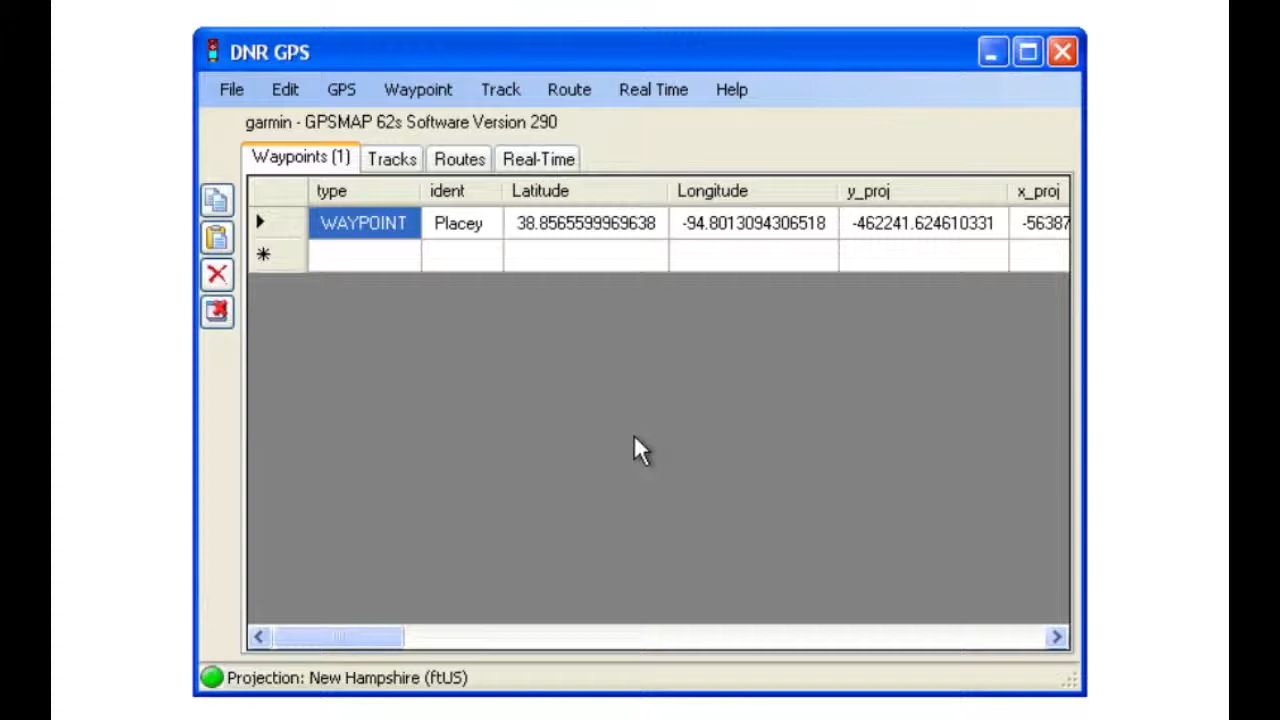 DNR GPS
File Edit GPS Waypoint Track Route Real Time Help
garmin - GPSMAP 62s Software Version 290
Waypoints (1) Tracks Routes Real-Time
type ident Latitude Longitude y_proj x_proj
WAYPOINT Placey 38.8565599969638 -94.8013094306518 -462241.624610331 -56387
Projection: New Hampshire (ftUS)